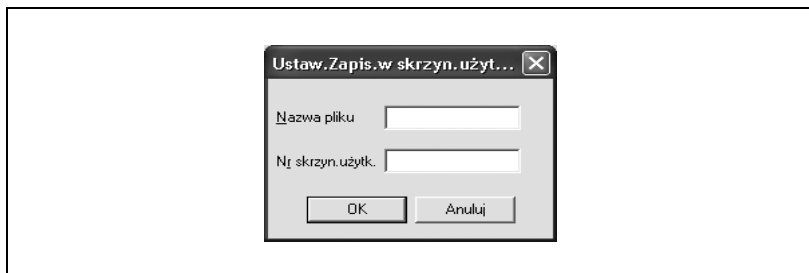 Ustaw.Zapis.w skrzyn.użyt...
Nazwa pliku
Nr skrzyn.użytk.
OK Anuluj